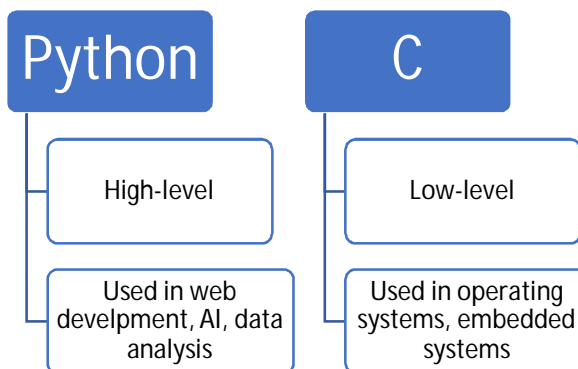 Python
High-level
Used in web
develpment, AI, data
analysis
C
Low-level
Used in operating
systems, embedded
systems